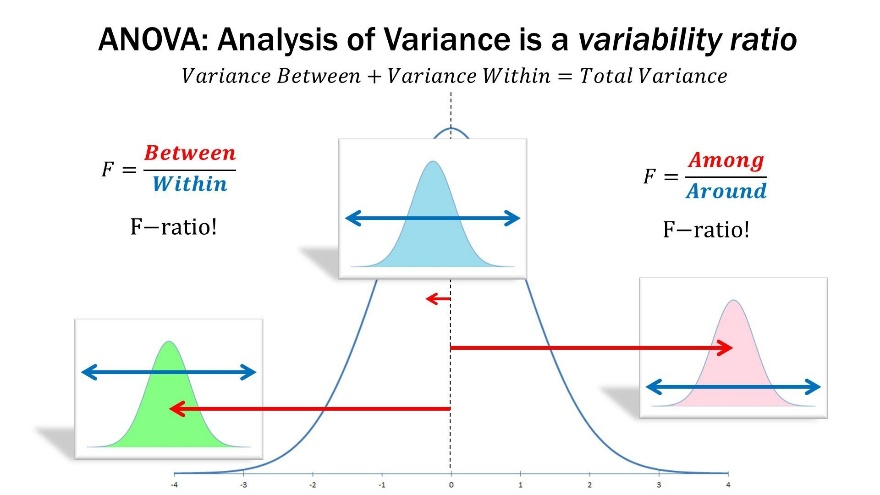 ANOVA: Analysis of Variance is a variability ratio
Variance Between + Variance Within = Total Variance
F = Between
Within
F−ratio!
F = Among
Around
F−ratio!
-4 -3 -2 -1 0 1 2 3 4